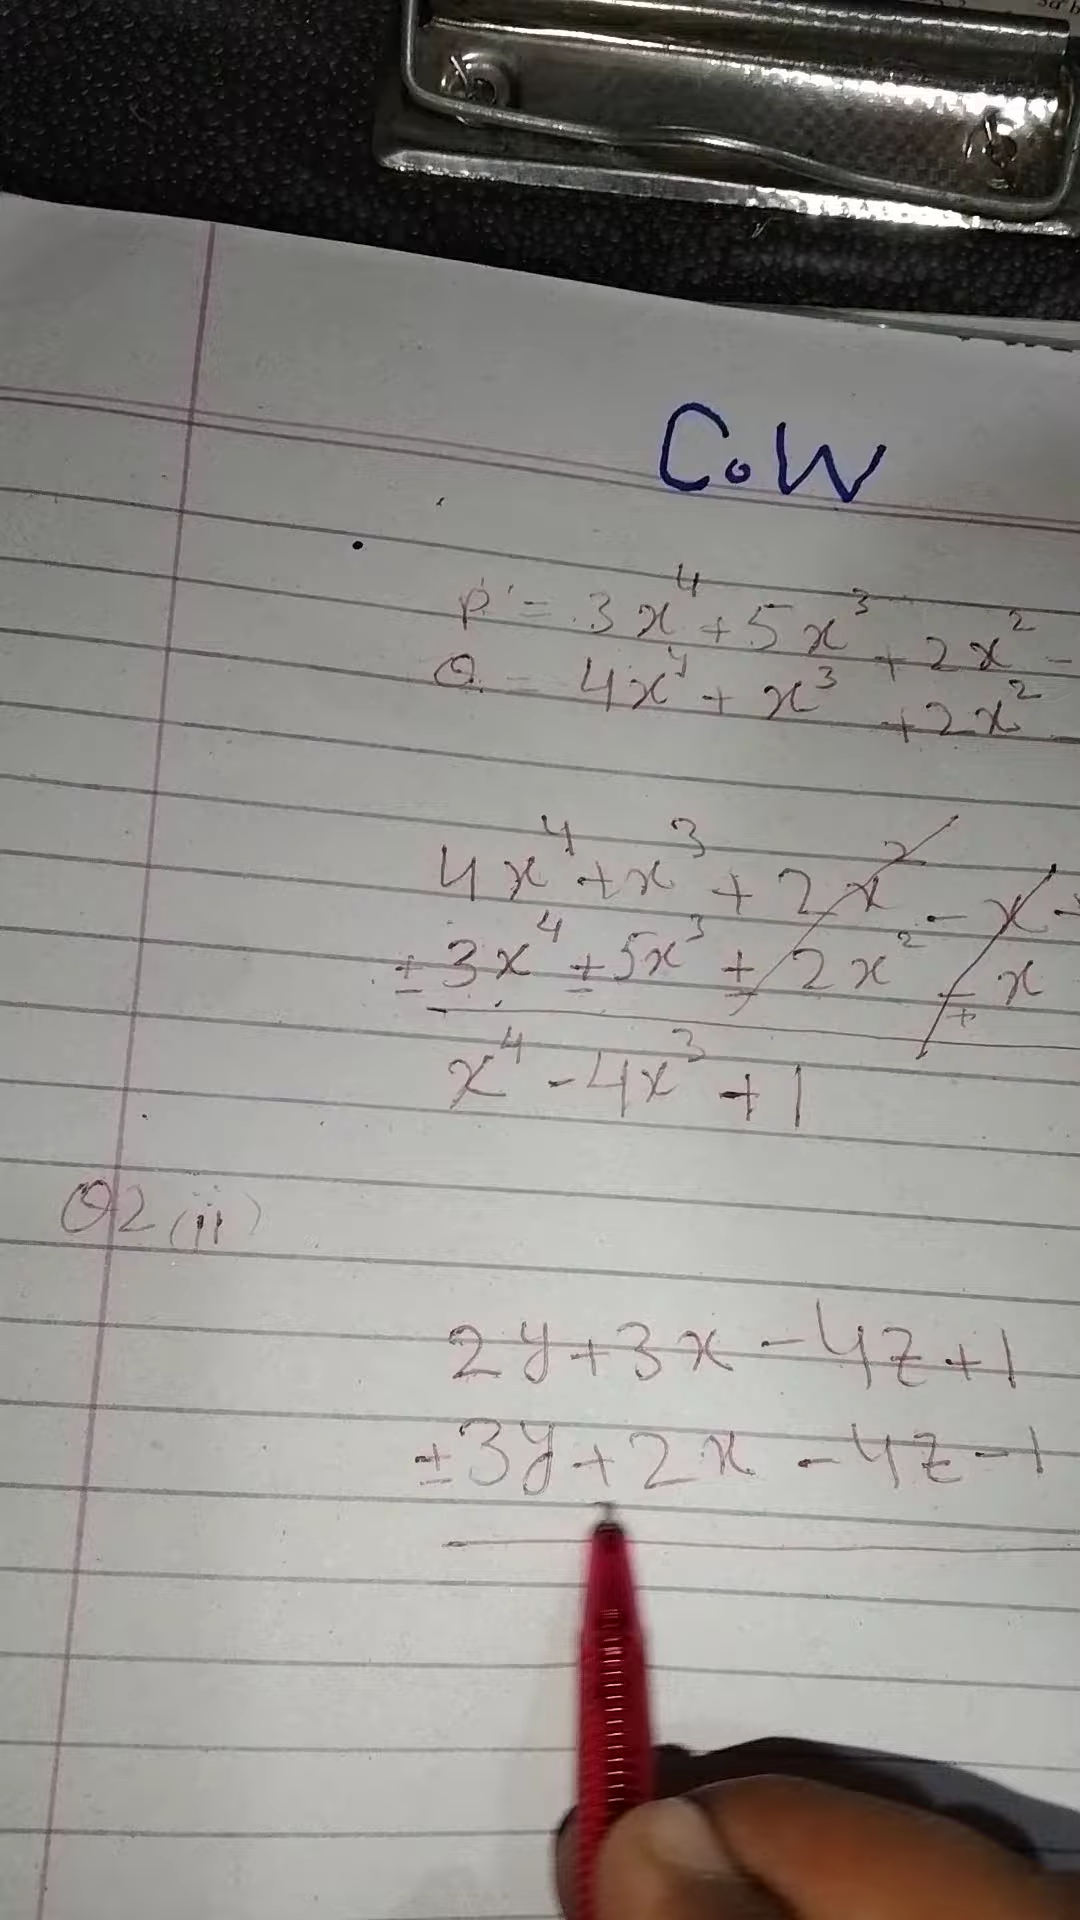 C.W
P = 3x⁴ + 5x³ + 2x² -
Q = 4x⁴ + x³ + 2x² -
4x⁴ + x³ + 2x² - x +
± 3x⁴ ± 5x³ ± 2x² ∓ x
x⁴ - 4x³ + 1
Q2 (ii)
2y + 3x - 4z + 1
± 3y + 2x - 4z - 1